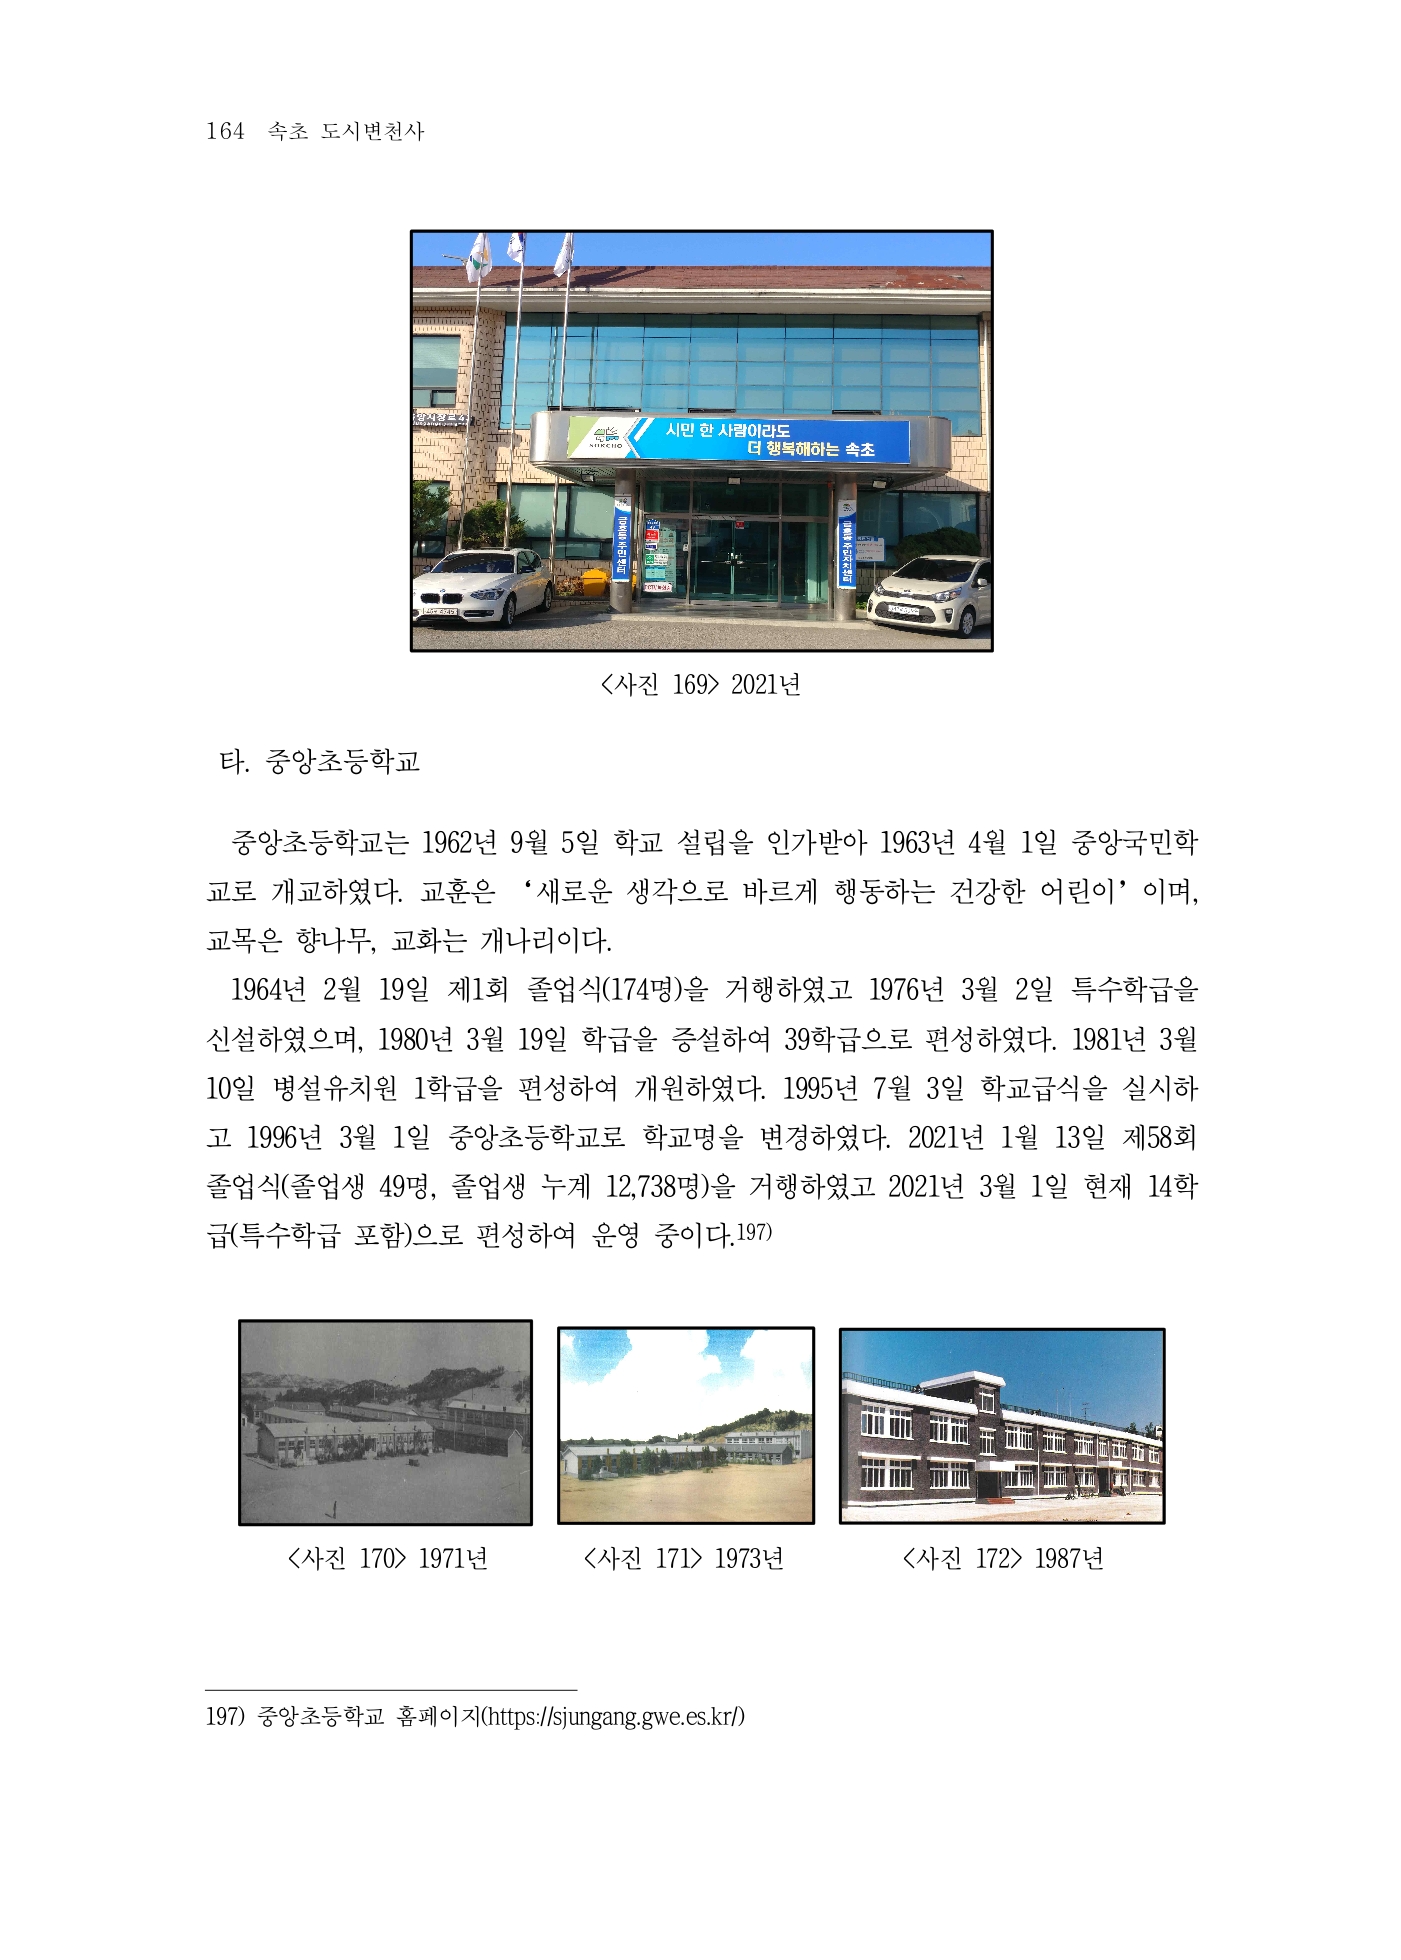 164 속초 도시변천사
시민 한 사람이라도
더 행복해하는 속초
SOKCHO
금호동 주민센터
금호동 주민자치센터
<사진 169> 2021년
타. 중앙초등학교
중앙초등학교는 1962년 9월 5일 학교 설립을 인가받아 1963년 4월 1일 중앙국민학
교로 개교하였다. 교훈은 ‘새로운 생각으로 바르게 행동하는 건강한 어린이’이며,
교목은 향나무, 교화는 개나리이다.
1964년 2월 19일 제1회 졸업식(174명)을 거행하였고 1976년 3월 2일 특수학급을
신설하였으며, 1980년 3월 19일 학급을 증설하여 39학급으로 편성하였다. 1981년 3월
10일 병설유치원 1학급을 편성하여 개원하였다. 1995년 7월 3일 학교급식을 실시하
고 1996년 3월 1일 중앙초등학교로 학교명을 변경하였다. 2021년 1월 13일 제58회
졸업식(졸업생 49명, 졸업생 누계 12,738명)을 거행하였고 2021년 3월 1일 현재 14학
급(특수학급 포함)으로 편성하여 운영 중이다.197)
<사진 170> 1971년
<사진 171> 1973년
<사진 172> 1987년
197) 중앙초등학교 홈페이지(https://sjungang.gwe.es.kr/)